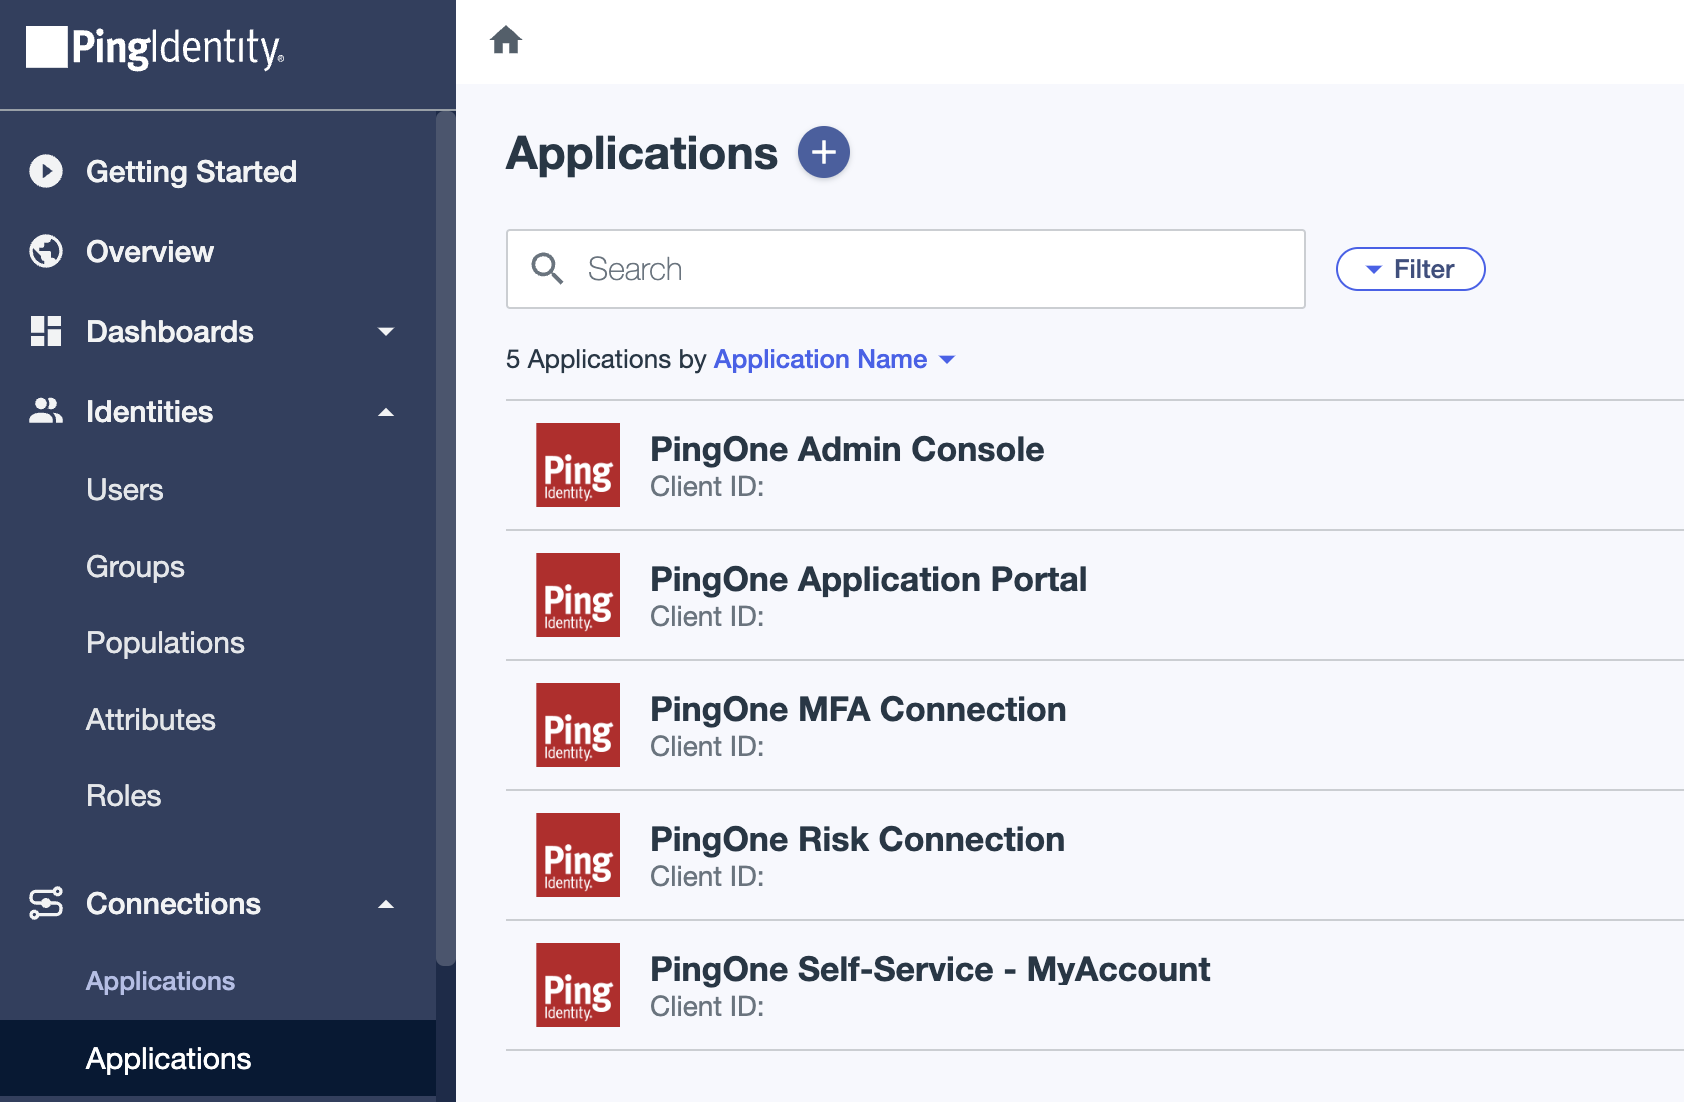 PingIdentity®
Getting Started
Overview
Dashboards
Identities
Users
Groups
Populations
Attributes
Roles
Connections
Applications
Applications
Applications
Search
Filter
5 Applications by Application Name
Ping
Identity.
PingOne Admin Console
Client ID:
Ping
Identity.
PingOne Application Portal
Client ID:
Ping
Identity.
PingOne MFA Connection
Client ID:
Ping
Identity.
PingOne Risk Connection
Client ID:
Ping
Identity.
PingOne Self-Service - MyAccount
Client ID: